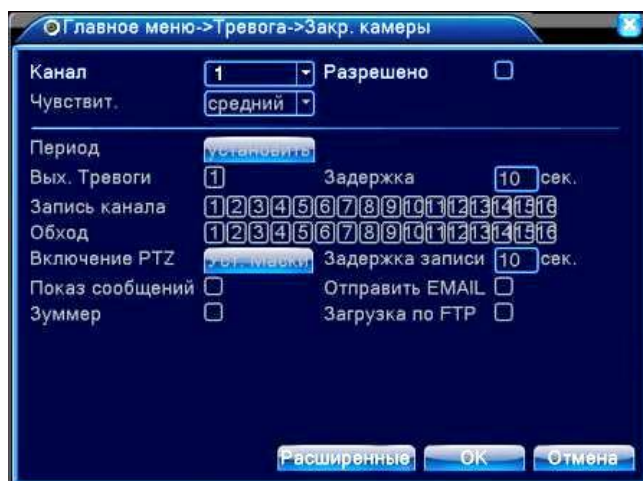 Главное меню->Тревога->Закр. камеры
Канал 1 Разрешено
Чувствит. средний
Период установить
Вых. Тревоги 1 Задержка 10 сек.
Запись канала 1 2 3 4 5 6 7 8 9 10 11 12 13 14 15 16
Обход 1 2 3 4 5 6 7 8 9 10 11 12 13 14 15 16
Включение PTZ Уст. Маски Задержка записи 10 сек.
Показ сообщений Отправить EMAIL
Зуммер Загрузка по FTP
Расширенные OK Отмена